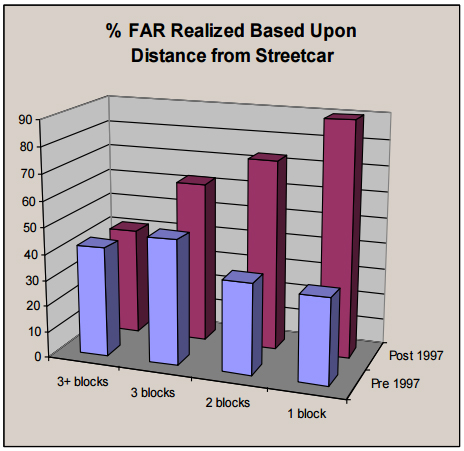 % FAR Realized Based Upon
Distance from Streetcar
90
80
70
60
50
40
30
20
10
0
3+ blocks
3 blocks
2 blocks
1 block
Post 1997
Pre 1997